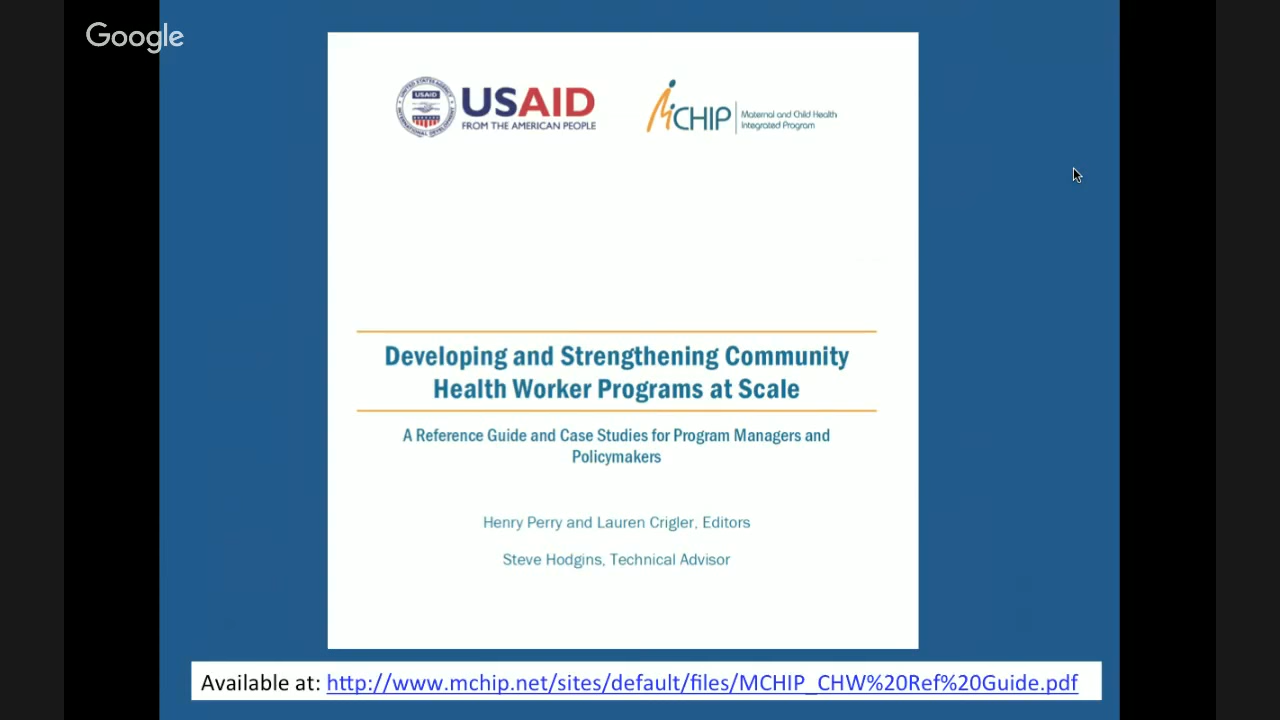 Google
USAID
USAID
FROM THE AMERICAN PEOPLE
MCHIP
Maternal and Child Health
Integrated Program
Developing and Strengthening Community
Health Worker Programs at Scale
A Reference Guide and Case Studies for Program Managers and
Policymakers
Henry Perry and Lauren Crigler, Editors
Steve Hodgins, Technical Advisor
Available at: http://www.mchip.net/sites/default/files/MCHIP_CHW%20Ref%20Guide.pdf